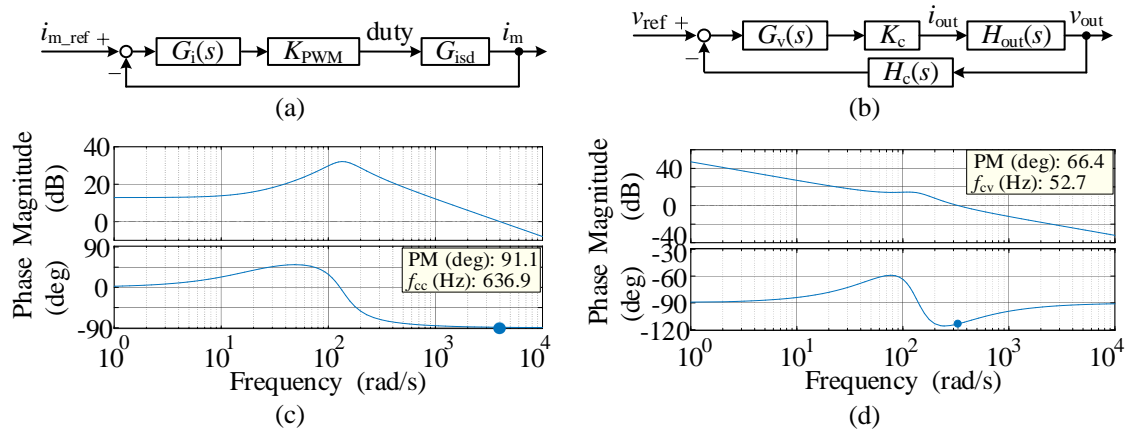 i_m_ref + G_i(s) K_PWM duty G_isd i_m
−
(a)
v_ref + G_v(s) K_c i_out H_out(s) v_out
−
H_c(s)
(b)
Magnitude (dB)
40
20
0
Phase (deg)
90
0
-90
PM (deg): 91.1
f_cc (Hz): 636.9
10^0 10^1 10^2 10^3 10^4
Frequency (rad/s)
(c)
Magnitude (dB)
40
0
-40
PM (deg): 66.4
f_cv (Hz): 52.7
Phase (deg)
-30
-60
-90
-120
10^0 10^1 10^2 10^3 10^4
Frequency (rad/s)
(d)